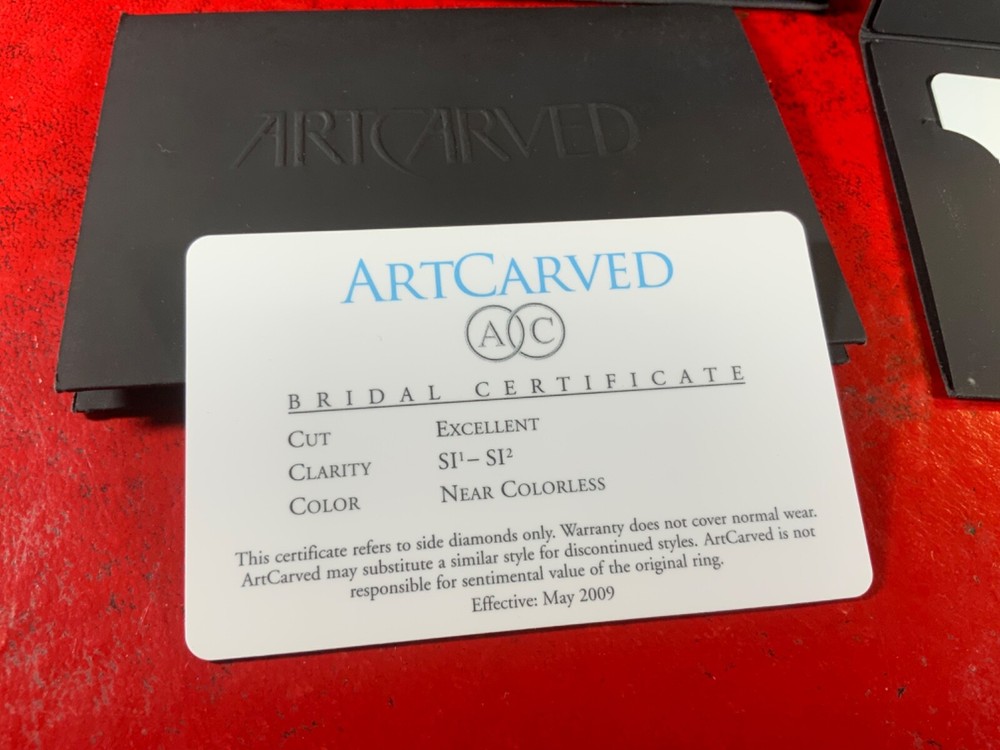 ARTCARVED
ARTCARVED
AC
BRIDAL CERTIFICATE
CUT EXCELLENT
CLARITY SI¹– SI²
COLOR NEAR COLORLESS
This certificate refers to side diamonds only. Warranty does not cover normal wear.
ArtCarved may substitute a similar style for discontinued styles. ArtCarved is not
responsible for sentimental value of the original ring.
Effective: May 2009